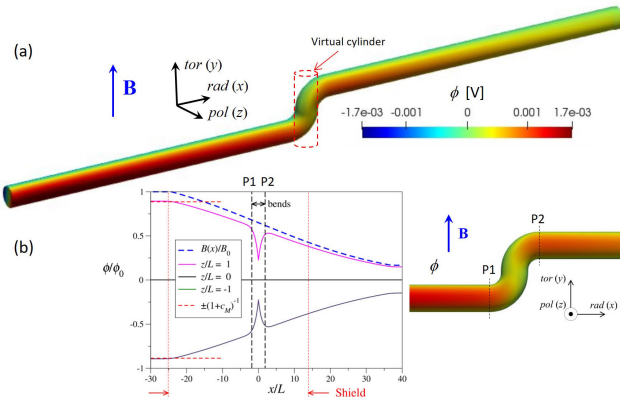 (a)
Virtual cylinder
B
tor (y)
rad (x)
pol (z)
ϕ [V]
-1.7e-03 -0.001 0 0.001 1.7e-03
P1 P2
bends
(b)
ϕ/ϕ0
1
0.5
0
-0.5
-1
B(x)/B0
z/L = 1
z/L = 0
z/L = -1
±(1+cM)-1
-30 -20 -10 0 10 20 30 40
x/L
Shield
B
ϕ
P1
P2
tor (y)
pol (z)
rad (x)